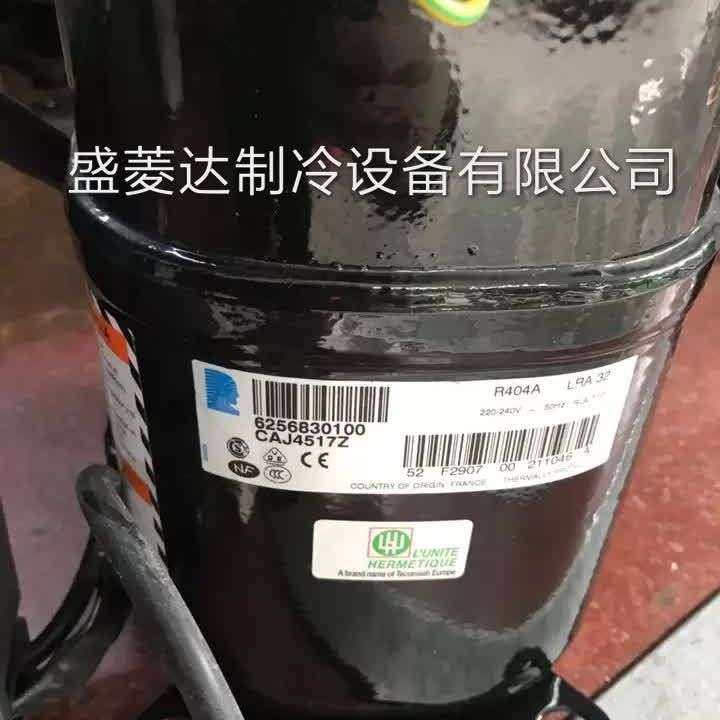 盛菱达制冷设备有限公司
R404A LRA 32
220-240V ~ 50Hz
6256830100
CAJ4517Z
52 F2907 00 211046 A
NF
CE
COUNTRY OF ORIGIN FRANCE
L'UNITE
HERMETIQUE
A brand name of Tecumseh Europe